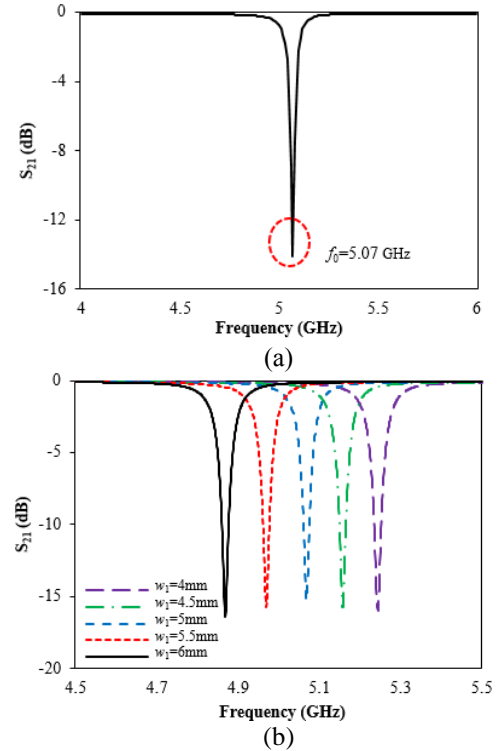 0
-4
-8
-12
-16
S21 (dB)
f0=5.07 GHz
4
4.5
5
5.5
6
Frequency (GHz)
(a)
0
-5
-10
-15
-20
S21 (dB)
w1=4mm
w1=4.5mm
w1=5mm
w1=5.5mm
w1=6mm
4.5
4.7
4.9
5.1
5.3
5.5
Frequency (GHz)
(b)